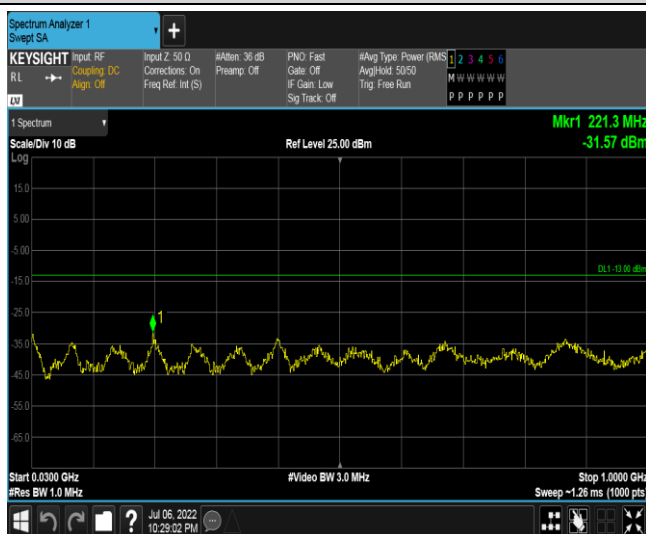 Spectrum Analyzer 1
Swept SA
+
KEYSIGHT
RL
LXI
Input: RF
Coupling: DC
Align: Off
Input Z: 50 Ω
Corrections: On
Freq Ref: Int (S)
#Atten: 36 dB
Preamp: Off
PNO: Fast
Gate: Off
IF Gain: Low
Sig Track: Off
#Avg Type: Power (RMS
Avg|Hold: 50/50
Trig: Free Run
1 2 3 4 5 6
M W W W W W
P P P P P P
1 Spectrum
Mkr1 221.3 MHz
-31.57 dBm
Scale/Div 10 dB
Ref Level 25.00 dBm
Log
15.0
5.00
-5.00
DL1 -13.00 dBm
-15.0
-25.0
1
-35.0
-45.0
-55.0
-65.0
Start 0.0300 GHz
#Video BW 3.0 MHz
Stop 1.0000 GHz
#Res BW 1.0 MHz
Sweep ~1.26 ms (1000 pts)
?
Jul 06, 2022
10:29:02 PM